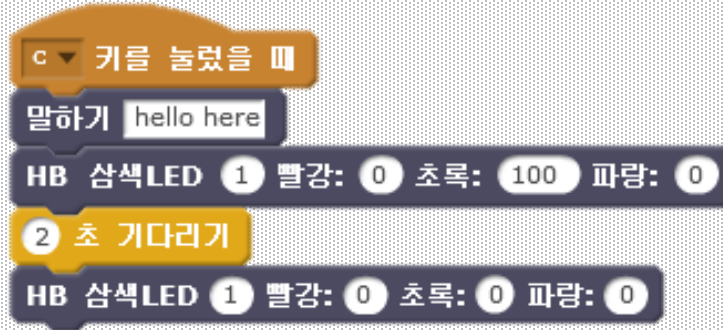 c 키를 눌렀을 때
말하기 hello here
HB 삼색LED 1 빨강: 0 초록: 100 파랑: 0
2 초 기다리기
HB 삼색LED 1 빨강: 0 초록: 0 파랑: 0